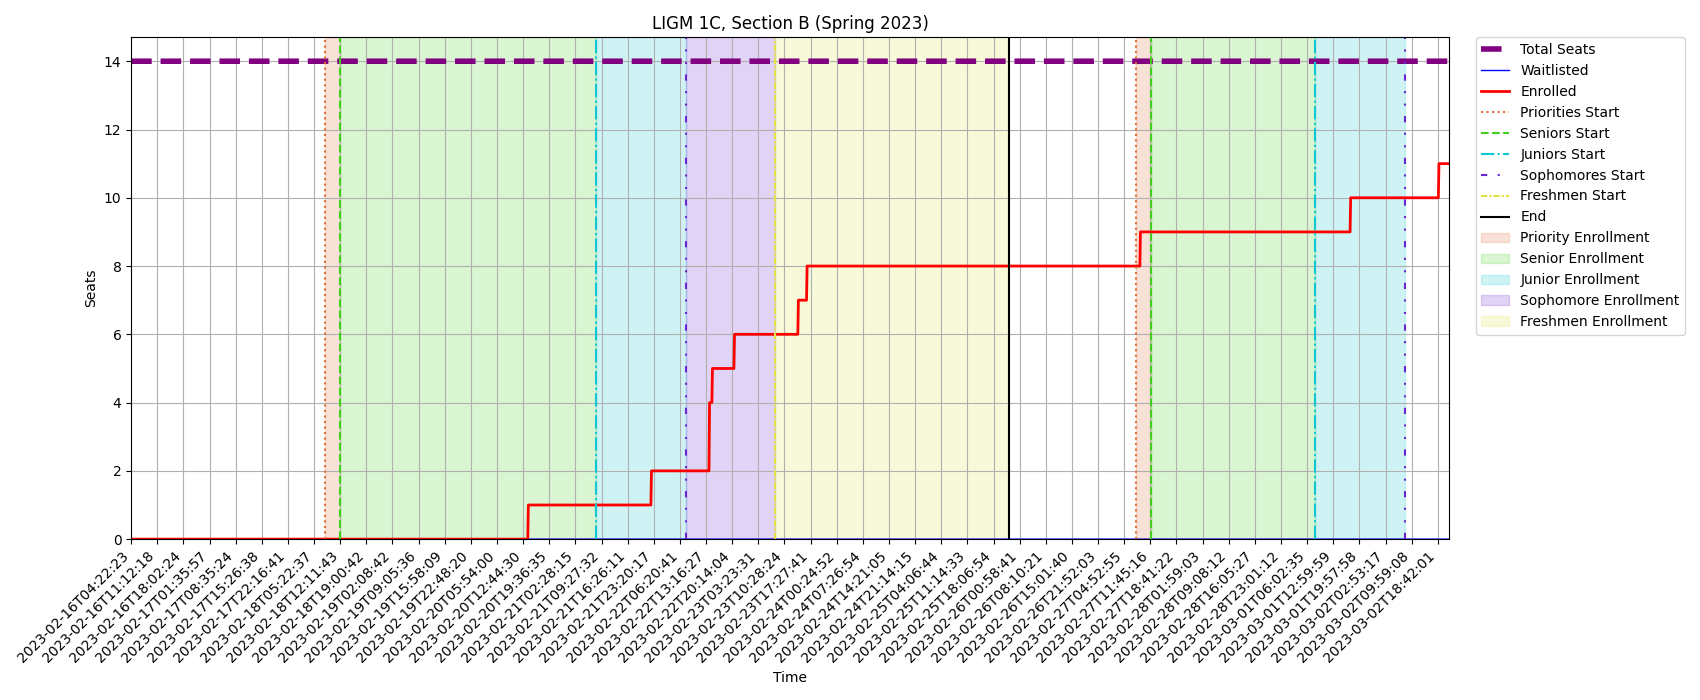 LIGM 1C, Section B (Spring 2023)
Seats
14
12
10
8
6
4
2
0
2023-02-16T04:22:23
2023-02-16T11:12:18
2023-02-16T18:02:24
2023-02-17T01:35:57
2023-02-17T08:35:24
2023-02-17T15:26:38
2023-02-17T22:16:41
2023-02-18T05:22:37
2023-02-18T12:11:43
2023-02-18T19:00:42
2023-02-19T02:08:42
2023-02-19T09:05:36
2023-02-19T15:58:09
2023-02-19T22:48:20
2023-02-20T05:54:00
2023-02-20T12:44:30
2023-02-20T19:36:35
2023-02-21T02:28:15
2023-02-21T09:27:32
2023-02-21T16:26:11
2023-02-21T23:20:17
2023-02-22T06:20:41
2023-02-22T13:16:27
2023-02-22T20:14:04
2023-02-23T03:23:31
2023-02-23T10:28:24
2023-02-23T17:27:41
2023-02-24T00:24:52
2023-02-24T07:26:54
2023-02-24T14:21:05
2023-02-24T21:14:15
2023-02-25T04:06:44
2023-02-25T11:14:33
2023-02-25T18:06:54
2023-02-26T00:58:41
2023-02-26T08:10:21
2023-02-26T15:01:40
2023-02-26T21:52:03
2023-02-27T04:52:55
2023-02-27T11:45:16
2023-02-27T18:41:22
2023-02-28T01:59:03
2023-02-28T09:08:12
2023-02-28T16:05:27
2023-02-28T23:01:12
2023-03-01T06:02:35
2023-03-01T12:59:59
2023-03-01T19:57:58
2023-03-02T02:53:17
2023-03-02T09:59:08
2023-03-02T18:42:01
Time
Total Seats
Waitlisted
Enrolled
Priorities Start
Seniors Start
Juniors Start
Sophomores Start
Freshmen Start
End
Priority Enrollment
Senior Enrollment
Junior Enrollment
Sophomore Enrollment
Freshmen Enrollment